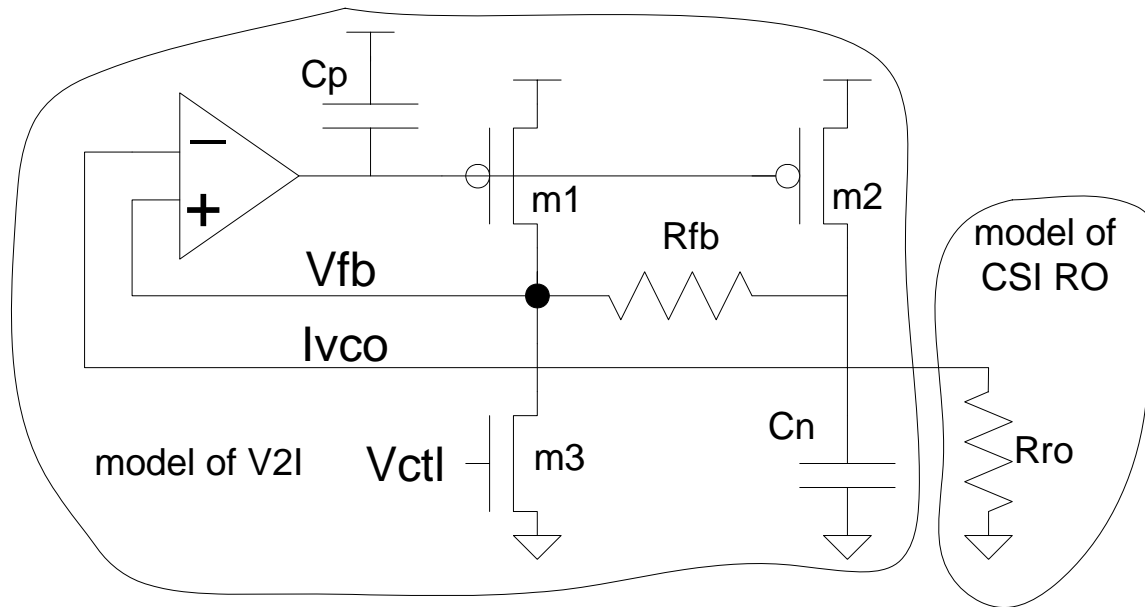 Cp
−
+
m1
m2
Rfb
Vfb
Ivco
model of
CSI RO
model of V2I
Vctl
m3
Cn
Rro